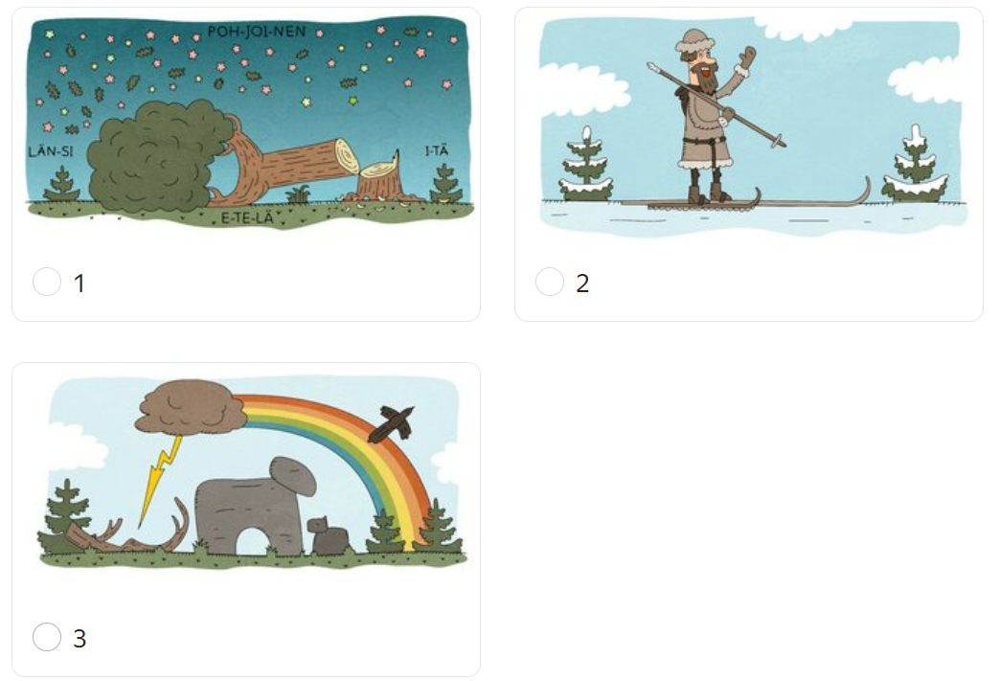 POH-JOI-NEN
LÄN-SI
I-TÄ
E-TE-LÄ
1
2
3